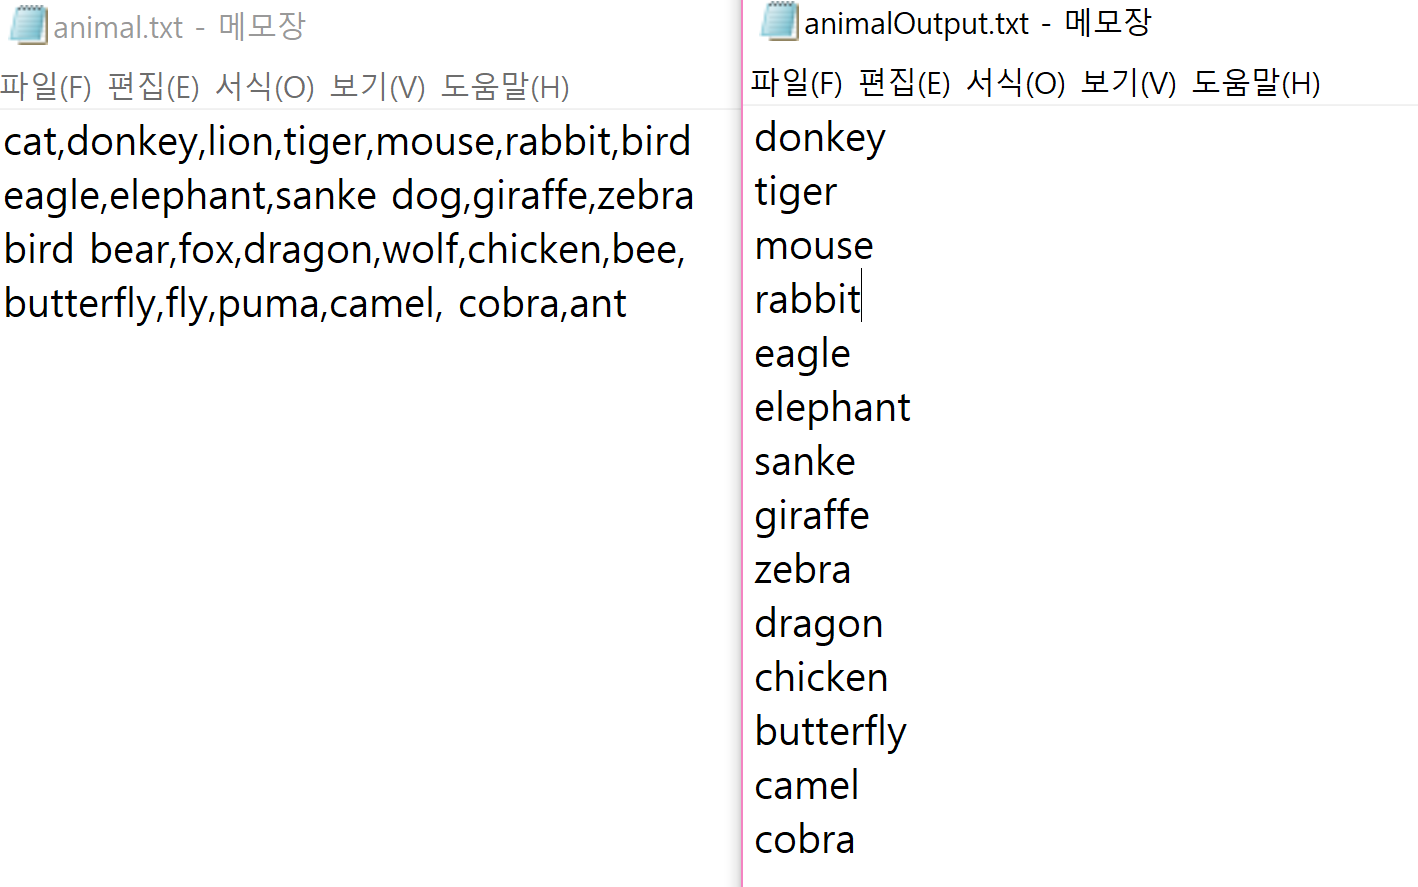 animal.txt - 메모장
파일(F) 편집(E) 서식(O) 보기(V) 도움말(H)
cat,donkey,lion,tiger,mouse,rabbit,bird
eagle,elephant,sanke dog,giraffe,zebra
bird bear,fox,dragon,wolf,chicken,bee,
butterfly,fly,puma,camel, cobra,ant
animalOutput.txt - 메모장
파일(F) 편집(E) 서식(O) 보기(V) 도움말(H)
donkey
tiger
mouse
rabbit
eagle
elephant
sanke
giraffe
zebra
dragon
chicken
butterfly
camel
cobra